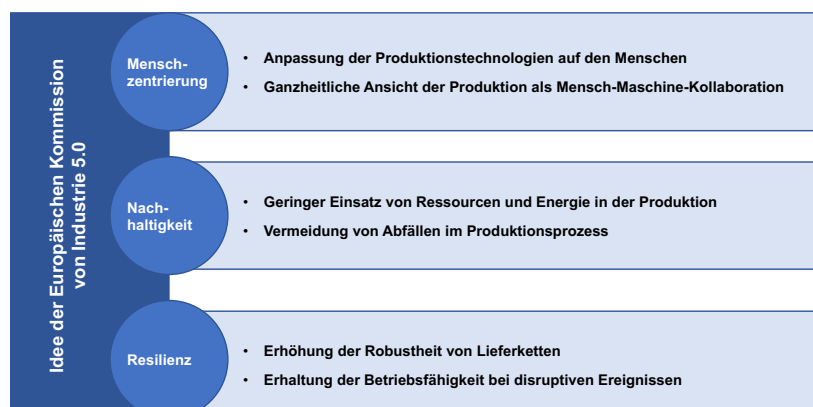 Idee der Europäischen Kommission
von Industrie 5.0
Mensch-
zentrierung
• Anpassung der Produktionstechnologien auf den Menschen
• Ganzheitliche Ansicht der Produktion als Mensch-Maschine-Kollaboration
Nach-
haltigkeit
• Geringer Einsatz von Ressourcen und Energie in der Produktion
• Vermeidung von Abfällen im Produktionsprozess
Resilienz
• Erhöhung der Robustheit von Lieferketten
• Erhaltung der Betriebsfähigkeit bei disruptiven Ereignissen